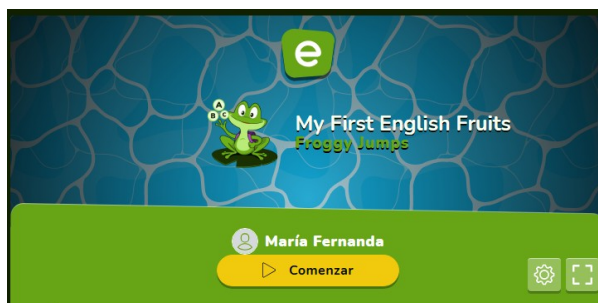 e
A
B C
My First English Fruits
Froggy Jumps
María Fernanda
Comenzar